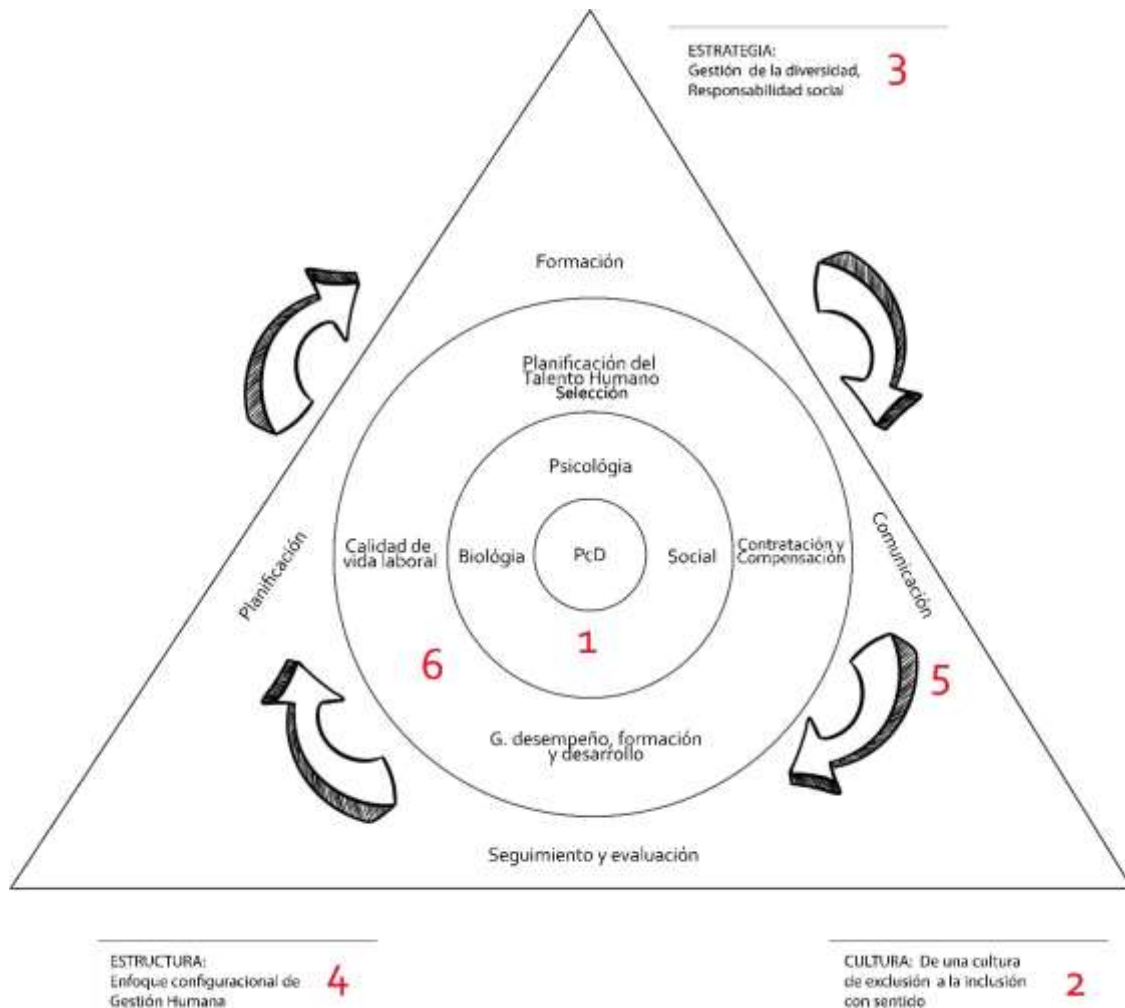 ESTRATEGIA:
Gestión de la diversidad,
Responsabilidad social
3
Formación
Planificación del
Talento Humano
Selección
Psicológia
Planificación
Calidad de
vida laboral
Biológia
PcD
Social
Contratación y
Compensación
Comunicación
1
6
5
G. desempeño, formación
y desarrollo
Seguimiento y evaluación
ESTRUCTURA:
Enfoque configuracional de
Gestión Humana
4
CULTURA: De una cultura
de exclusión a la inclusión
con sentido
2